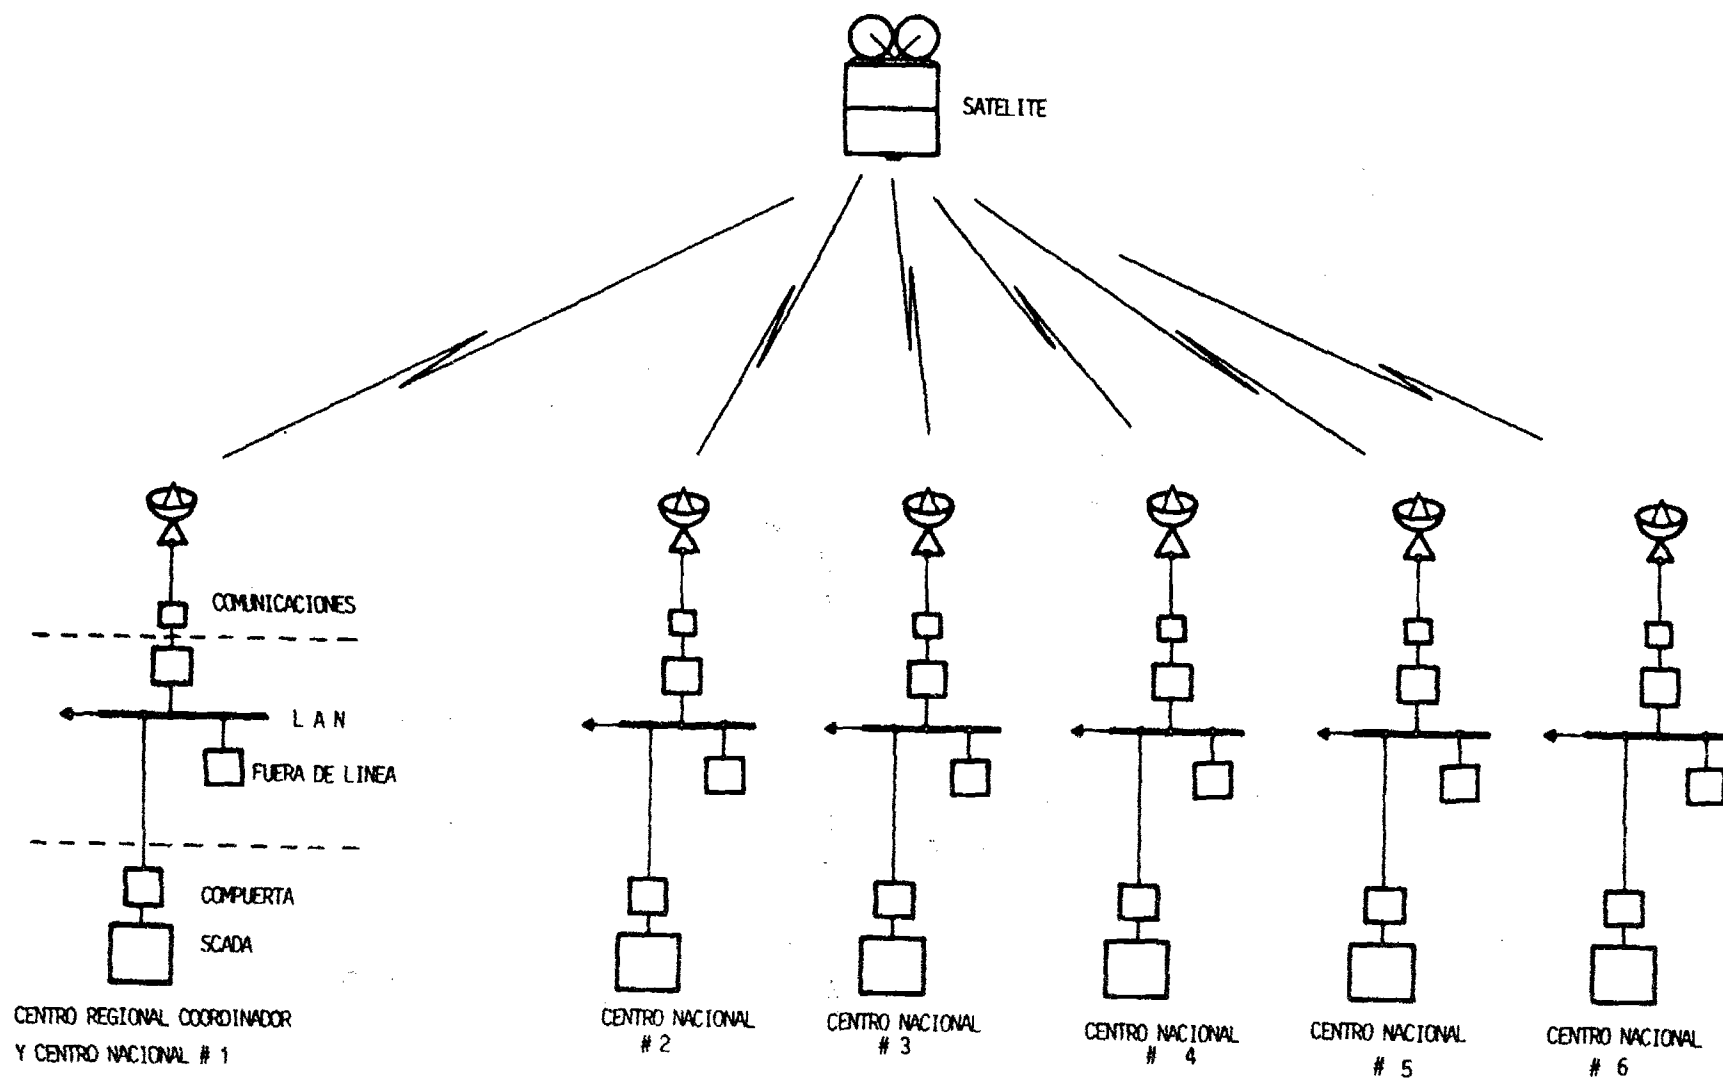 SATELITE
COMUNICACIONES
L A N
FUERA DE LINEA
COMPUERTA
SCADA
CENTRO REGIONAL COORDINADOR
Y CENTRO NACIONAL # 1
CENTRO NACIONAL
# 2
CENTRO NACIONAL
# 3
CENTRO NACIONAL
# 4
CENTRO NACIONAL
# 5
CENTRO NACIONAL
# 6